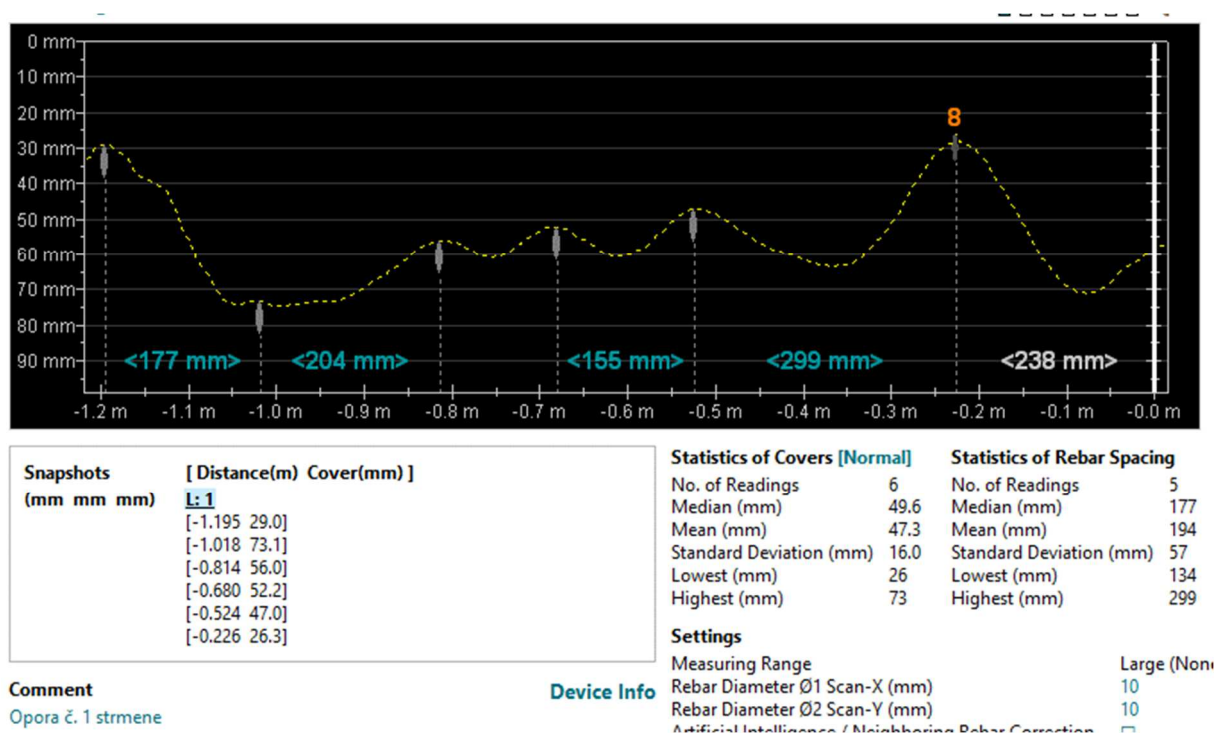 0 mm
10 mm
20 mm
30 mm
40 mm
50 mm
60 mm
70 mm
80 mm
90 mm
8
<177 mm> <204 mm> <155 mm> <299 mm> <238 mm>
-1.2 m -1.1 m -1.0 m -0.9 m -0.8 m -0.7 m -0.6 m -0.5 m -0.4 m -0.3 m -0.2 m -0.1 m -0.0 m
Snapshots [ Distance(m) Cover(mm) ]
(mm mm mm) L: 1
[-1.195 29.0]
[-1.018 73.1]
[-0.814 56.0]
[-0.680 52.2]
[-0.524 47.0]
[-0.226 26.3]
Comment
Opora č. 1 strmene
Device Info
Statistics of Covers [Normal]
No. of Readings 6
Median (mm) 49.6
Mean (mm) 47.3
Standard Deviation (mm) 16.0
Lowest (mm) 26
Highest (mm) 73
Statistics of Rebar Spacing
No. of Readings 5
Median (mm) 177
Mean (mm) 194
Standard Deviation (mm) 57
Lowest (mm) 134
Highest (mm) 299
Settings
Measuring Range Large (Non
Rebar Diameter Ø1 Scan-X (mm) 10
Rebar Diameter Ø2 Scan-Y (mm) 10
Artificial Intelligence / Neighboring Rebar Correction